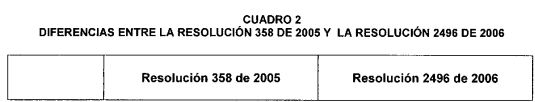 CUADRO 2
DIFERENCIAS ENTRE LA RESOLUCIÓN 358 DE 2005 Y LA RESOLUCIÓN 2496 DE 2006
Resolución 358 de 2005 Resolución 2496 de 2006